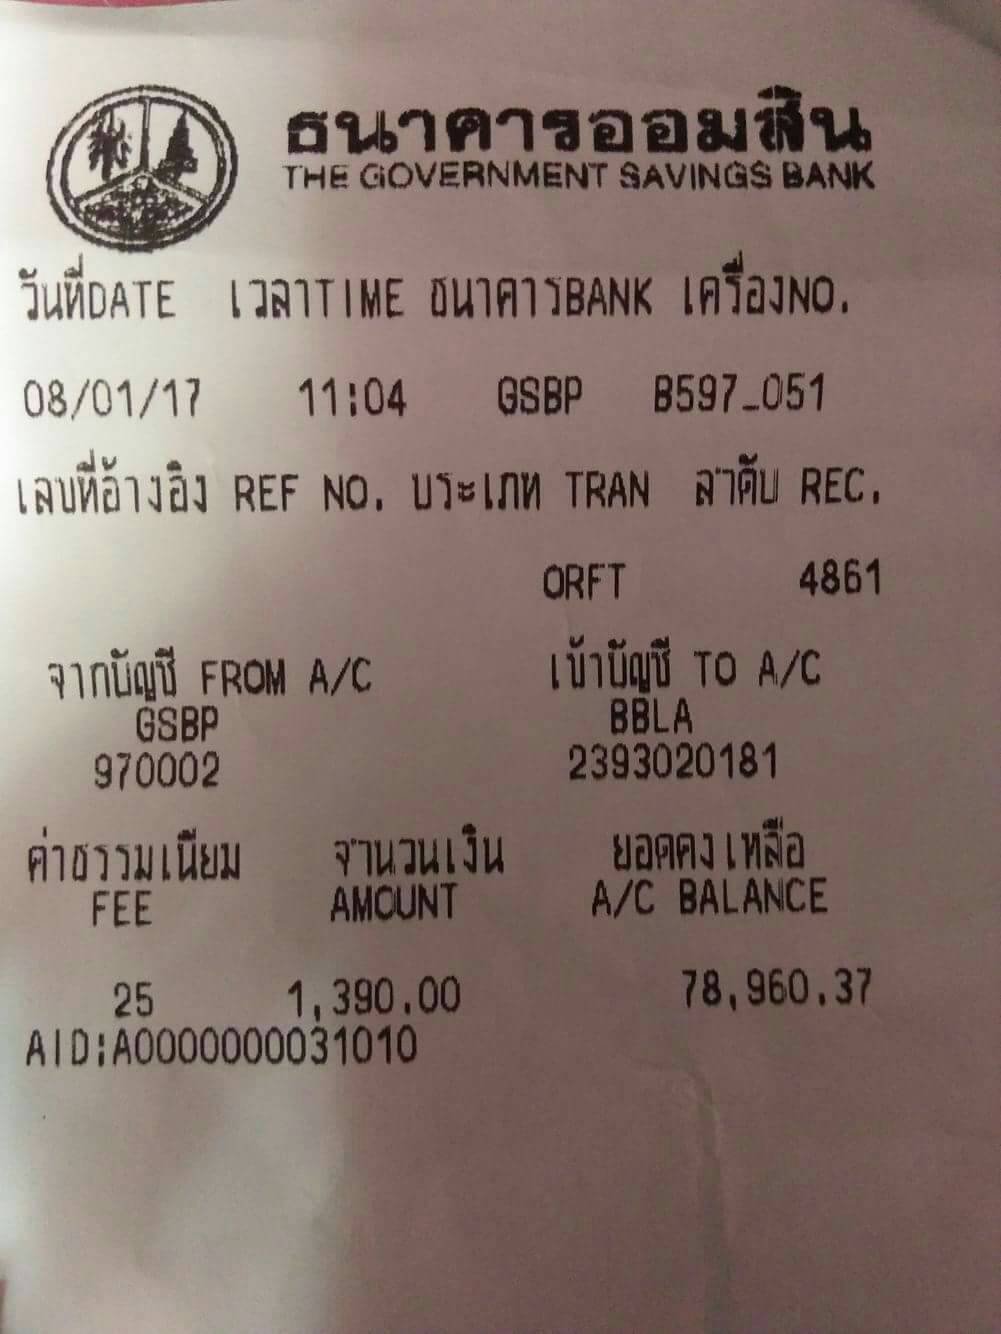 ธนาคารออมสิน
THE GOVERNMENT SAVINGS BANK
วันที่DATE เวลาTIME ธนาคารBANK เครื่องNO.
08/01/17 11:04 GSBP B597_051
เลขที่อ้างอิง REF NO. ประเภท TRAN ลำดับ REC.
ORFT 4861
จากบัญชี FROM A/C เข้าบัญชี TO A/C
GSBP BBLA
970002 2393020181
ค่าธรรมเนียม จำนวนเงิน ยอดคงเหลือ
FEE AMOUNT A/C BALANCE
25 1,390.00 78,960.37
AID:A0000000031010